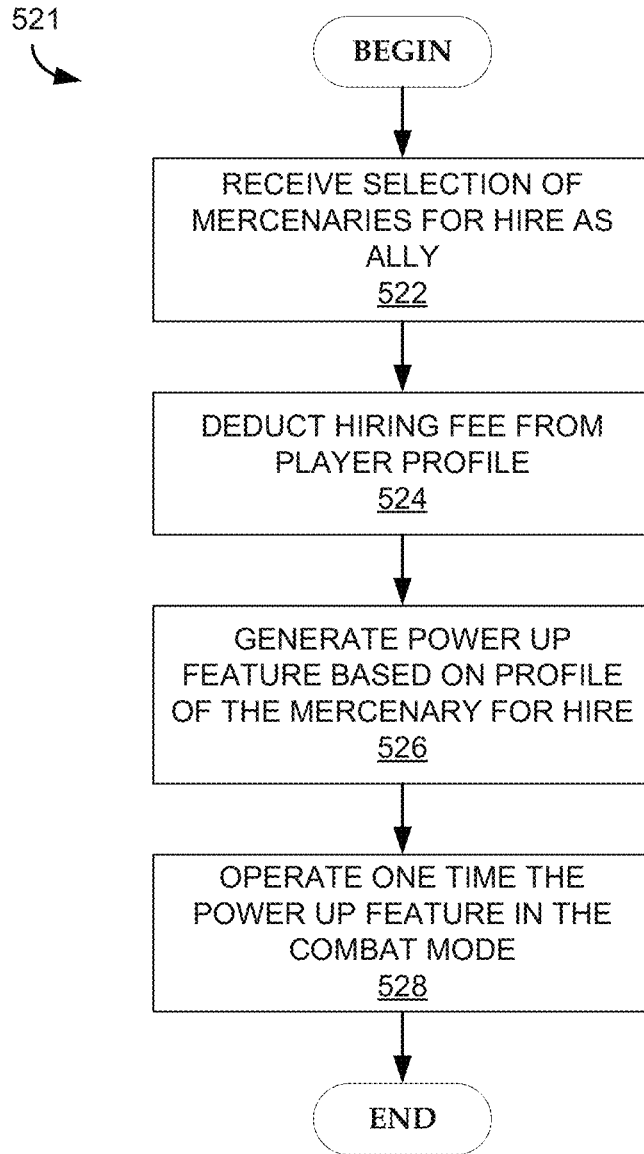 521
BEGIN
RECEIVE SELECTION OF
MERCENARIES FOR HIRE AS
ALLY
522
DEDUCT HIRING FEE FROM
PLAYER PROFILE
524
GENERATE POWER UP
FEATURE BASED ON PROFILE
OF THE MERCENARY FOR HIRE
526
OPERATE ONE TIME THE
POWER UP FEATURE IN THE
COMBAT MODE
528
END